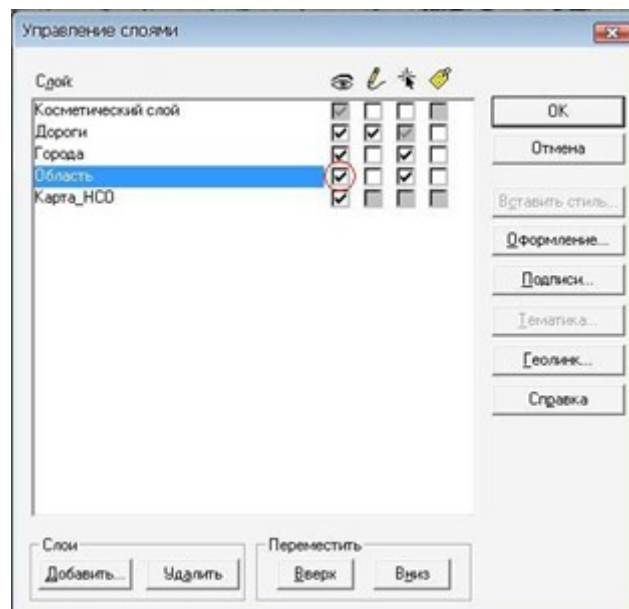 Управление слоями
Слой:
Косметический слой
Дороги
Города
Область
Карта_НСО
OK
Отмена
Вставить стиль...
Оформление...
Подписи...
Тематика...
Геолинк...
Справка
Слои
Добавить...
Удалить
Переместить
Вверх
Вниз